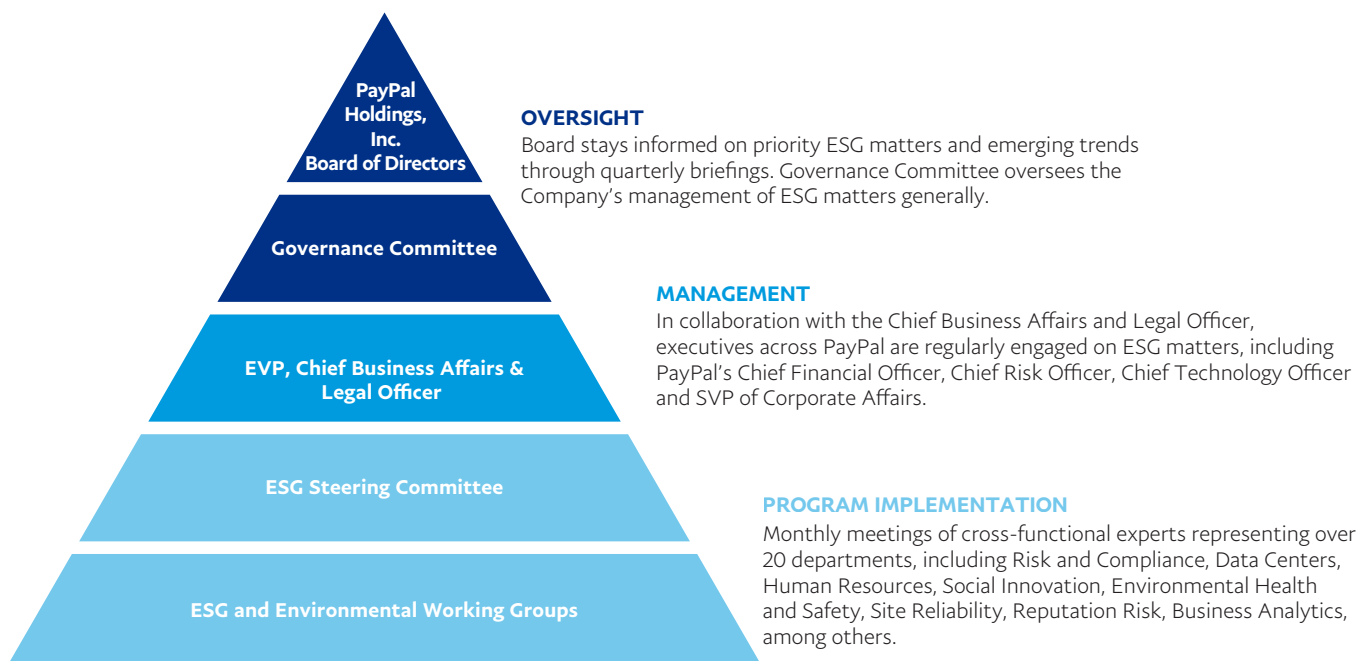 PayPal
Holdings,
Inc.
Board of Directors
OVERSIGHT
Board stays informed on priority ESG matters and emerging trends
through quarterly briefings. Governance Committee oversees the
Company’s management of ESG matters generally.
Governance Committee
MANAGEMENT
In collaboration with the Chief Business Affairs and Legal Officer,
executives across PayPal are regularly engaged on ESG matters, including
PayPal’s Chief Financial Officer, Chief Risk Officer, Chief Technology Officer
and SVP of Corporate Affairs.
EVP, Chief Business Affairs &
Legal Officer
ESG Steering Committee
PROGRAM IMPLEMENTATION
Monthly meetings of cross-functional experts representing over
20 departments, including Risk and Compliance, Data Centers,
Human Resources, Social Innovation, Environmental Health
and Safety, Site Reliability, Reputation Risk, Business Analytics,
among others.
ESG and Environmental Working Groups